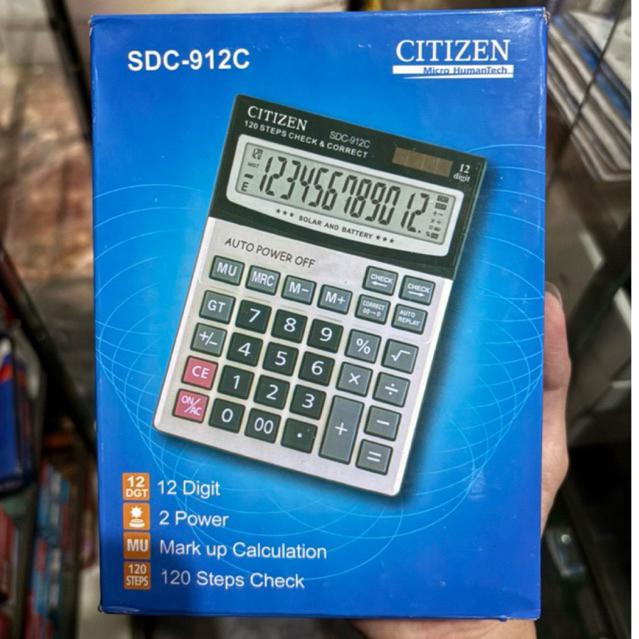 SDC-912C
CITIZEN
Micro HumanTech
CITIZEN
SDC-912C
120 STEPS CHECK & CORRECT
12
digit
120
E
-123456789012.
*** SOLAR AND BATTERY ***
AUTO POWER OFF
MU MRC M- M+ CHECK ← CHECK →
GT 7 8 9 CORRECT 00→0 AUTO REPLAY
+/- 4 5 6 % √
CE 1 2 3 × ÷
ON/AC 0 00 . + −
=
12
DGT
12 Digit
2 Power
MU Mark up Calculation
120
STEPS
120 Steps Check